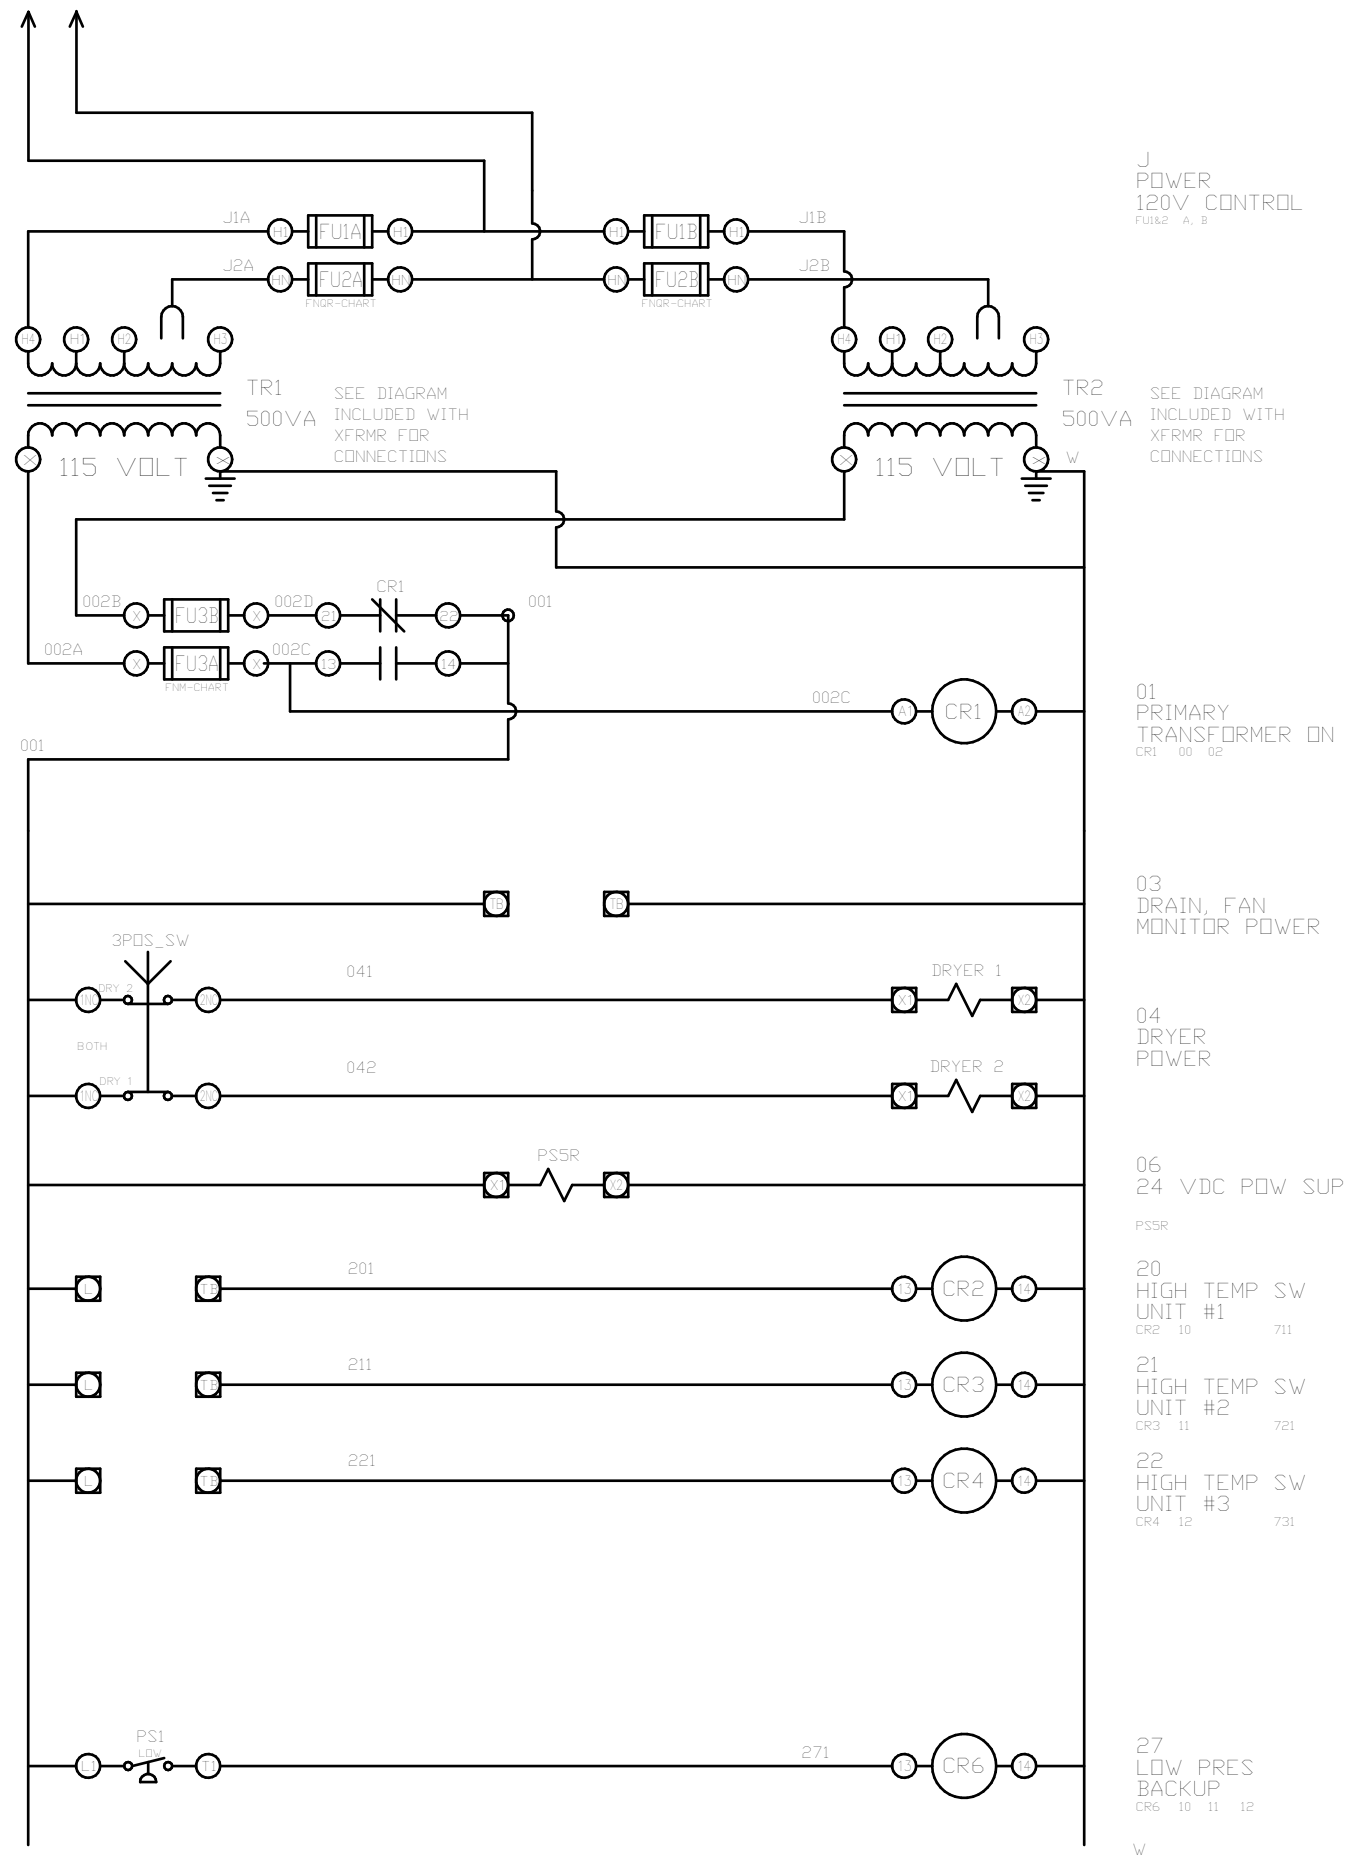 J
POWER
120V CONTROL
FU1&2 A, B
J1A
H1
FU1A
H1
H1
FU1B
H1
J1B
J2A
HN
FU2A
HN
HN
FU2B
HN
J2B
FNQR-CHART
FNQR-CHART
H4
H1
H2
H3
H4
H1
H2
H3
TR1
500VA
SEE DIAGRAM
INCLUDED WITH
XFRMR FOR
CONNECTIONS
TR2
500VA
SEE DIAGRAM
INCLUDED WITH
XFRMR FOR
CONNECTIONS
X
115 VOLT
X
X
115 VOLT
X
W
CR1
002B
X
FU3B
X
002D
21
22
001
002A
X
FU3A
X
002C
13
14
FNM-CHART
002C
A1
CR1
A2
01
PRIMARY
TRANSFORMER ON
CR1 00 02
001
TB
TB
03
DRAIN, FAN
MONITOR POWER
3POS_SW
DRY 2
1NO
2NO
041
DRYER 1
X1
X2
04
DRYER
POWER
BOTH
DRY 1
1NO
2NO
042
DRYER 2
X1
X2
PS5R
X1
X2
06
24 VDC POW SUP
PS5R
L
TB
201
13
CR2
14
20
HIGH TEMP SW
UNIT #1
CR2 10 711
L
TB
211
13
CR3
14
21
HIGH TEMP SW
UNIT #2
CR3 11 721
L
TB
221
13
CR4
14
22
HIGH TEMP SW
UNIT #3
CR4 12 731
PS1
LOW
L1
T1
271
13
CR6
14
27
LOW PRES
BACKUP
CR6 10 11 12
W